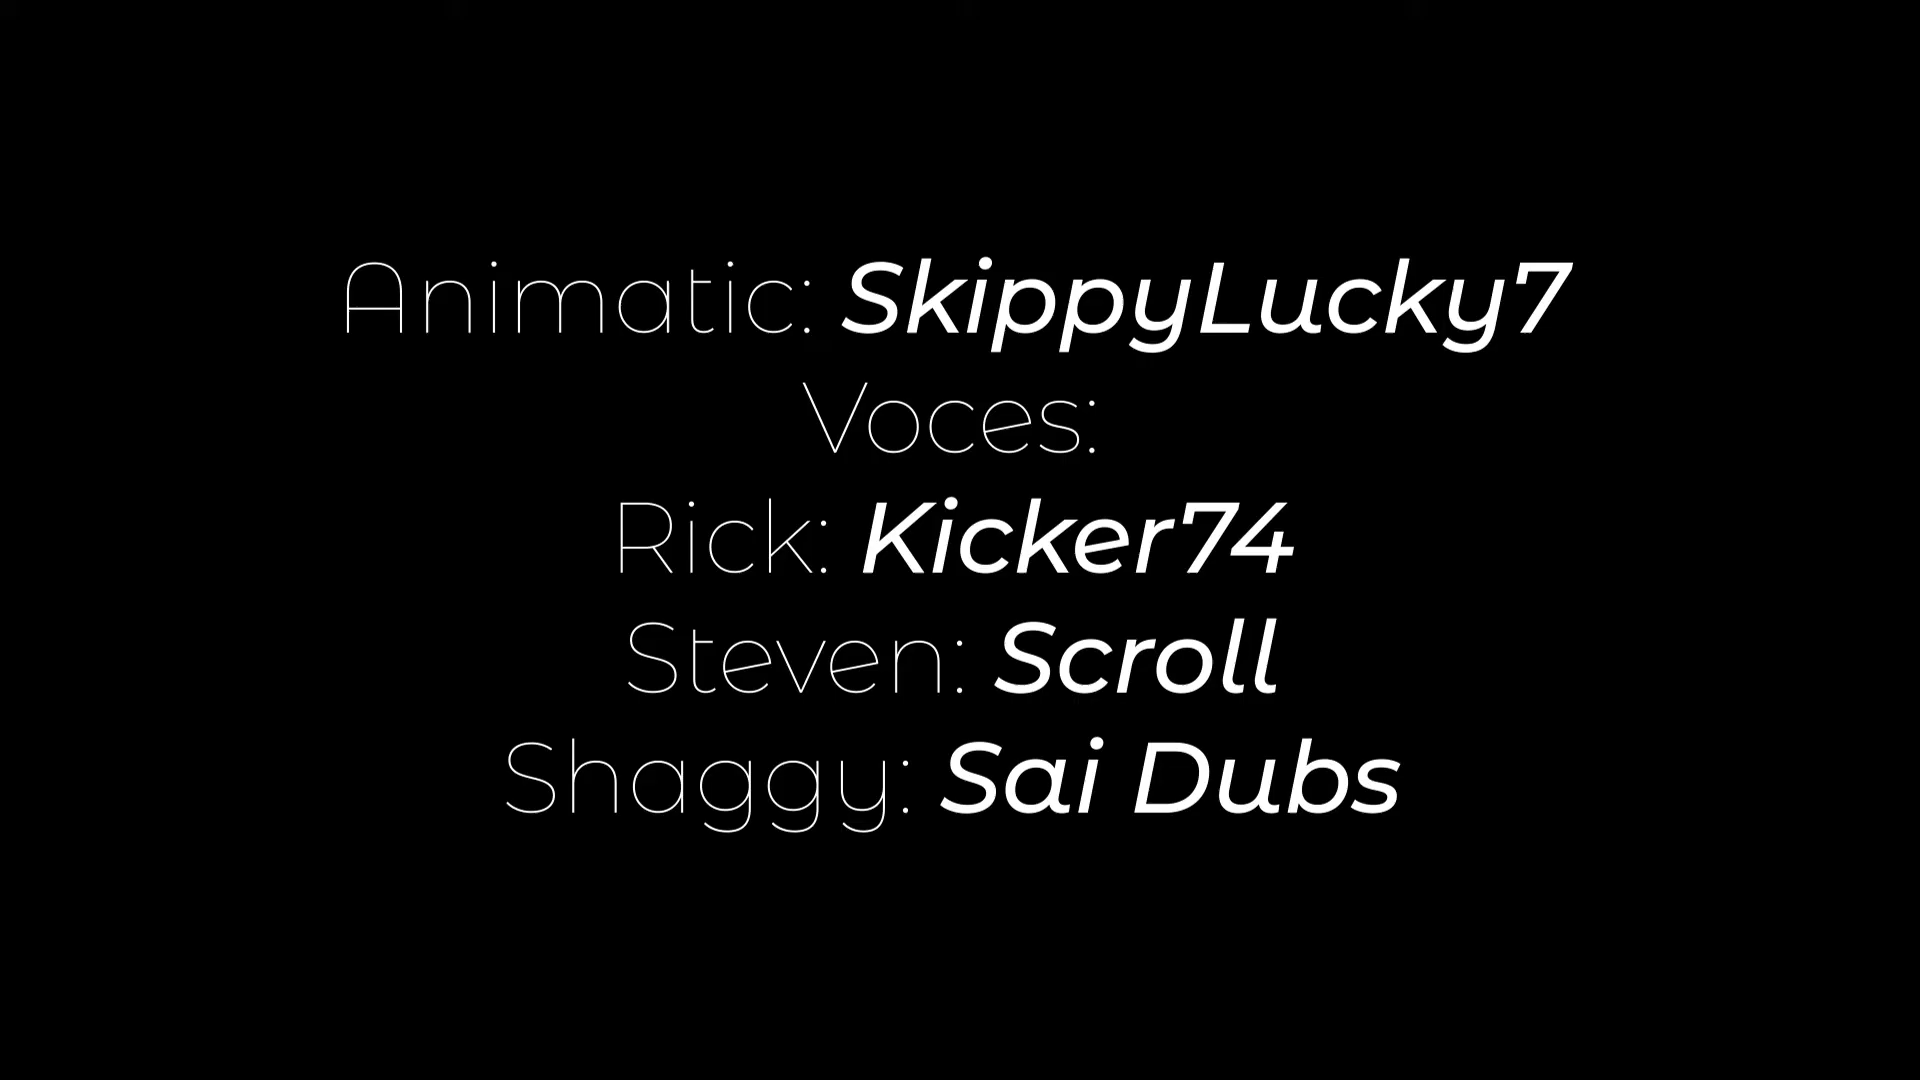 Animatic: SkippyLucky7
Voces:
Rick: Kicker74
Steven: Scroll
Shaggy: Sai Dubs